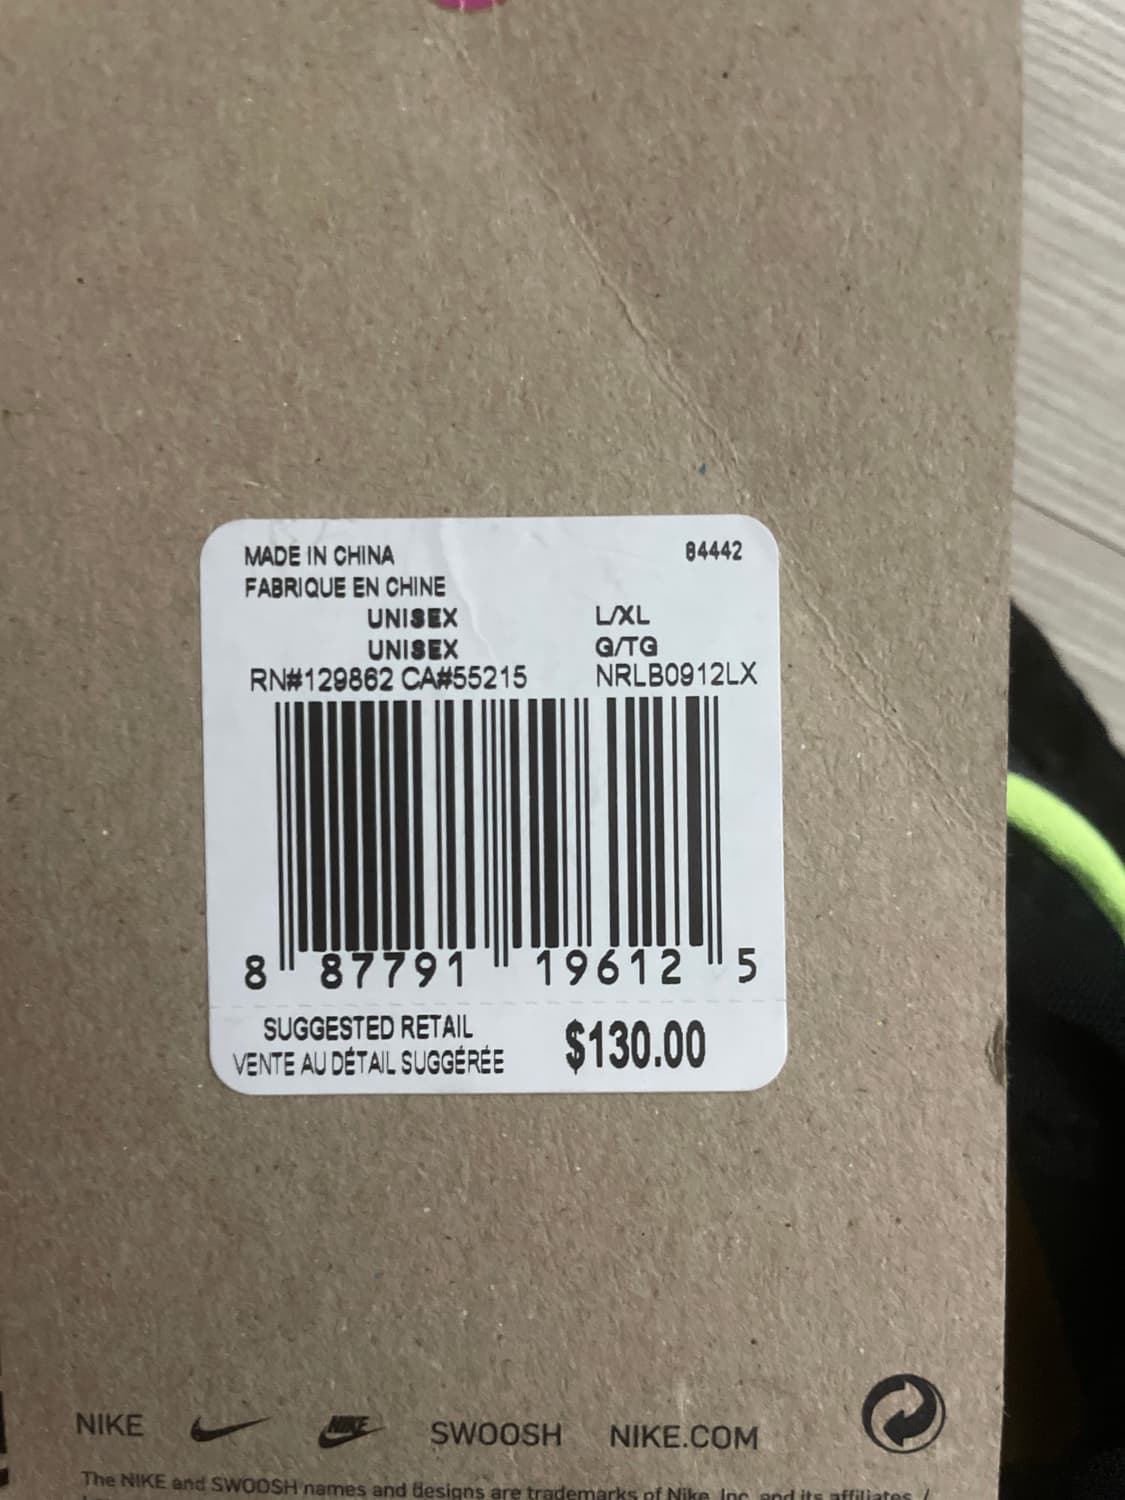 MADE IN CHINA 84442
FABRIQUE EN CHINE
UNISEX L/XL
UNISEX G/TG
RN#129862 CA#55215 NRLB0912LX
8 87791 19612 5
SUGGESTED RETAIL
VENTE AU DÉTAIL SUGGÉRÉE $130.00
NIKE NIKE SWOOSH NIKE.COM
The NIKE and SWOOSH names and designs are trademarks of Nike, Inc. and its affiliates /